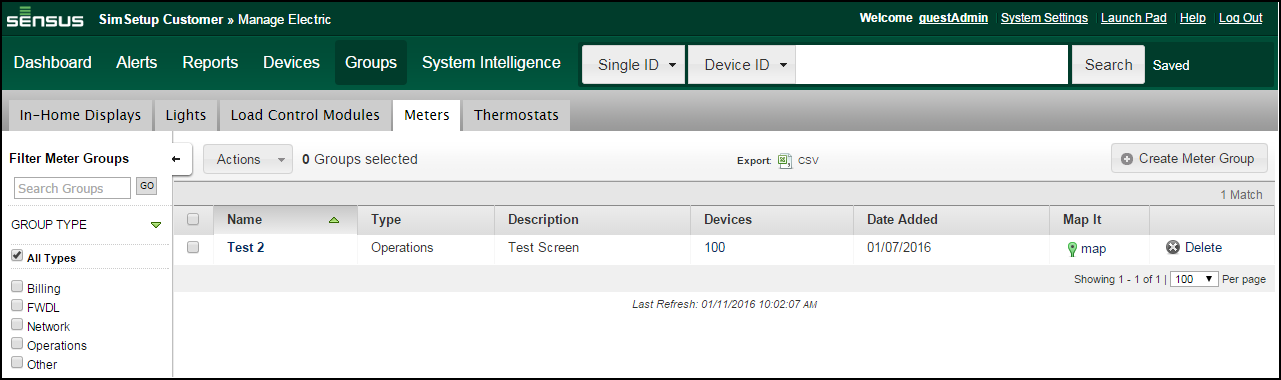 SENSUS SimSetup Customer » Manage Electric Welcome guestAdmin System Settings Launch Pad Help Log Out
Dashboard Alerts Reports Devices Groups System Intelligence Single ID Device ID Search Saved
In-Home Displays Lights Load Control Modules Meters Thermostats
Filter Meter Groups Actions 0 Groups selected Export: CSV Create Meter Group
Search Groups GO
1 Match
GROUP TYPE Name Type Description Devices Date Added Map It
All Types Test 2 Operations Test Screen 100 01/07/2016 map Delete
Showing 1 - 1 of 1 | 100 Per page
Billing
FWDL Last Refresh: 01/11/2016 10:02:07 AM
Network
Operations
Other